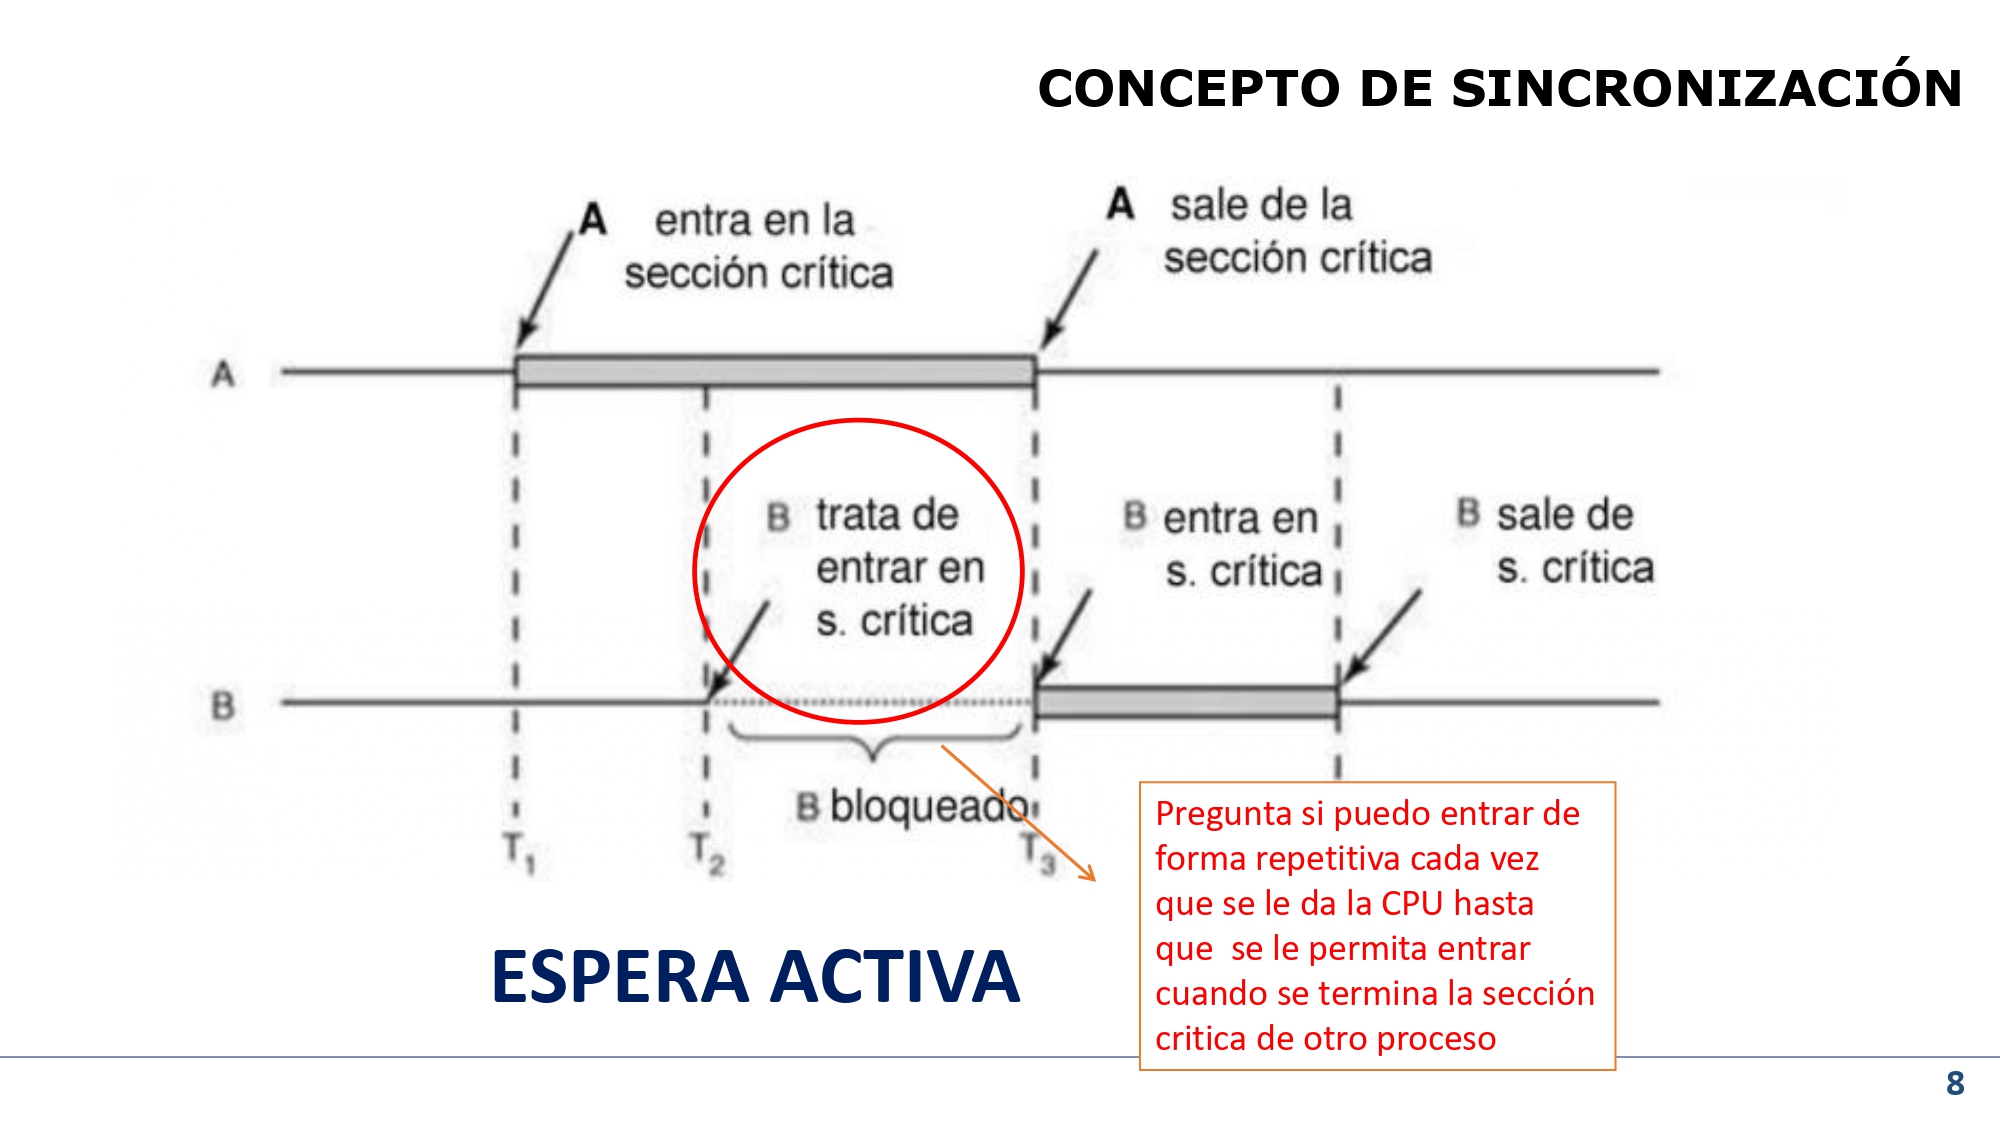 CONCEPTO DE SINCRONIZACIÓN
A entra en la
sección crítica
A sale de la
sección crítica
A
B trata de
entrar en
s. crítica
B entra en
s. crítica
B sale de
s. crítica
B
B bloqueado
T1
T2
T3
Pregunta si puedo entrar de
forma repetitiva cada vez
que se le da la CPU hasta
que  se le permita entrar
cuando se termina la sección
critica de otro proceso
ESPERA ACTIVA
8